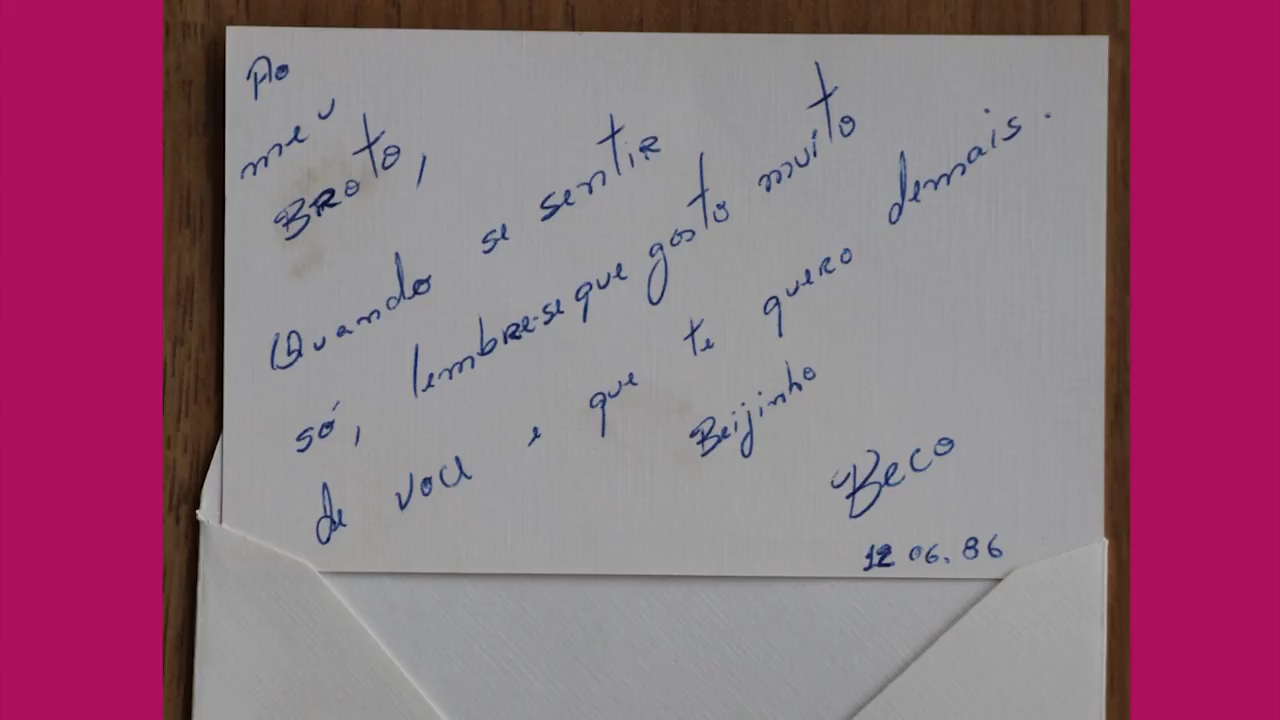 Ao
meu
BROTO,
Quando se sentir
só, lembre-se que gosto muito
de voce e que te quero demais.
Beijinho
Beco
12 06. 86